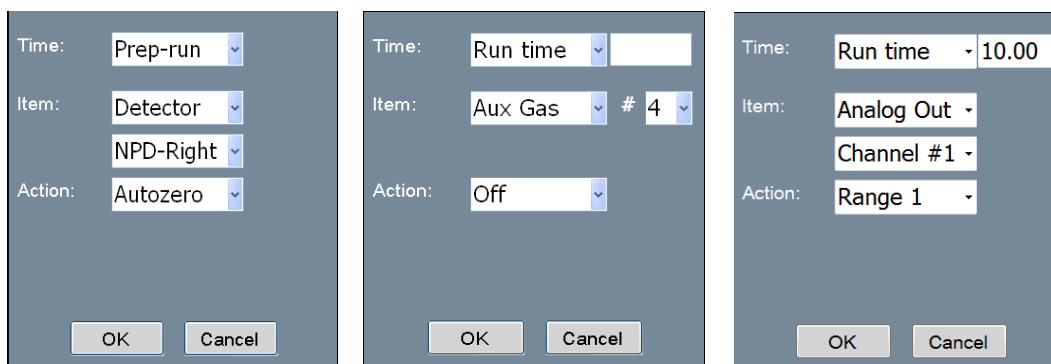 Time: Prep-run
Item: Detector
NPD-Right
Action: Autozero
OK Cancel
Time: Run time
Item: Aux Gas # 4
Action: Off
OK Cancel
Time: Run time 10.00
Item: Analog Out
Channel #1
Action: Range 1
OK Cancel